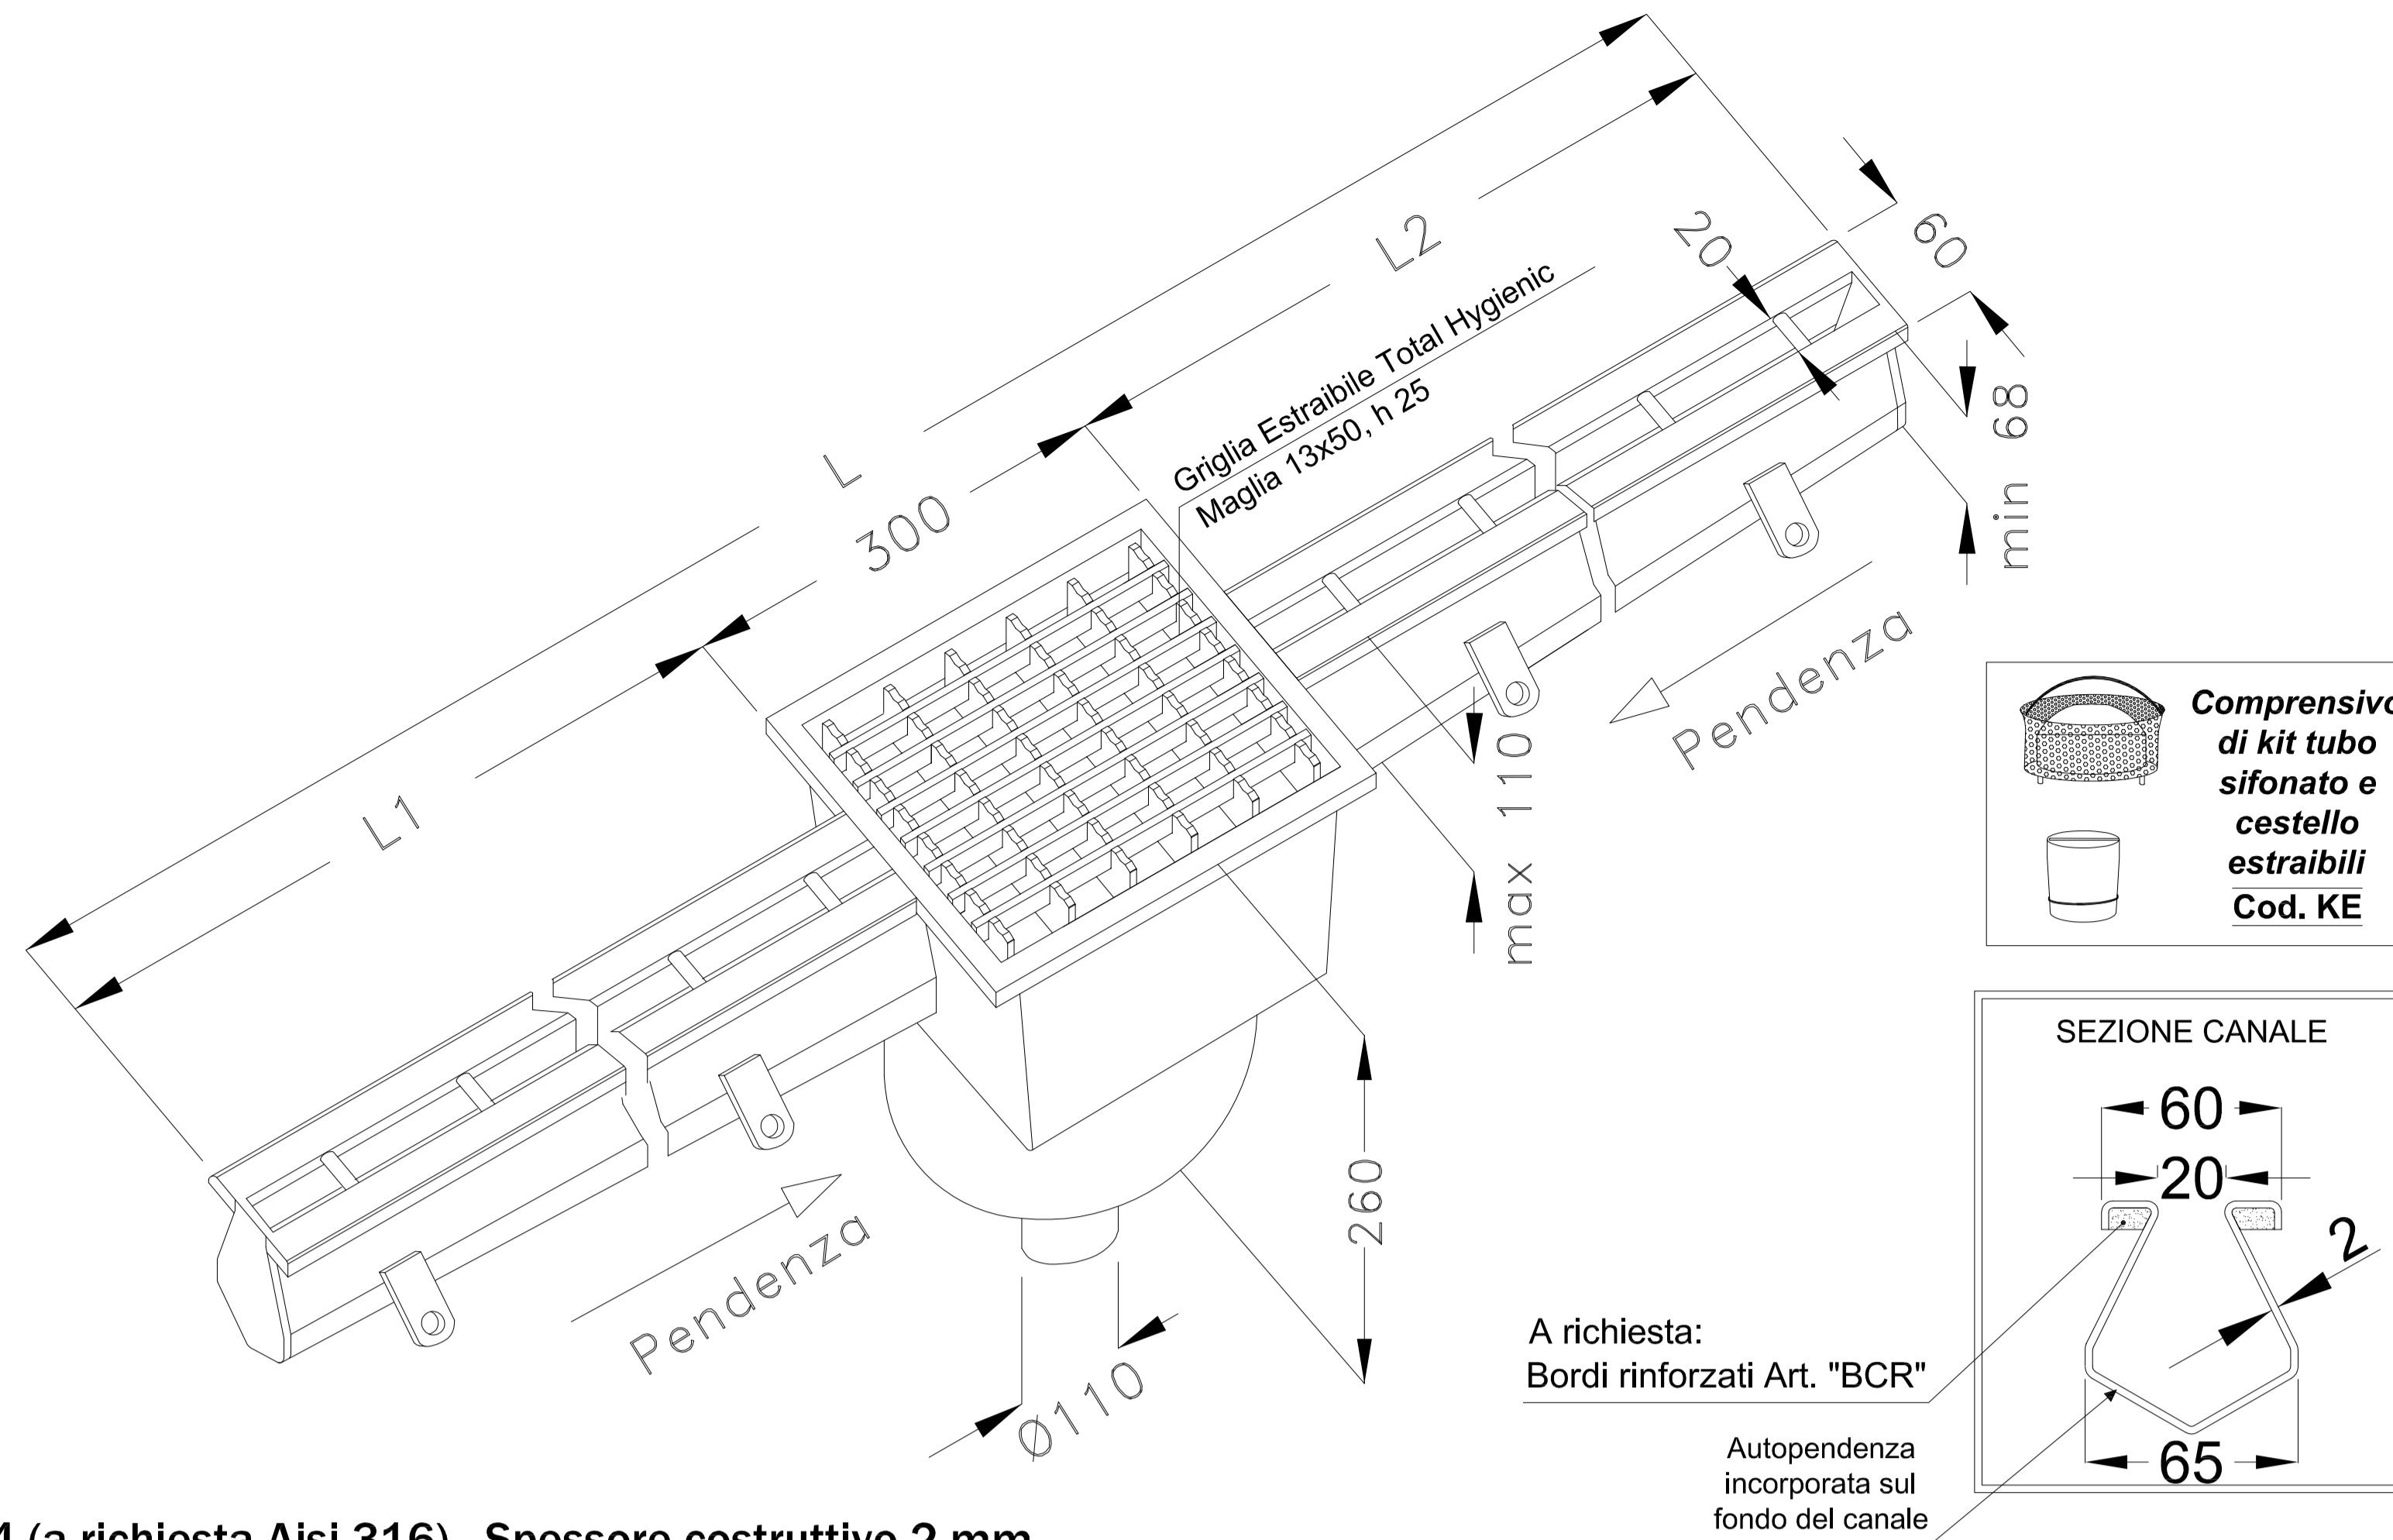 L
L2
20
60
Griglia Estraibile Total Hygienic
Maglia 13x50, h 25
300
min 68
L1
Pendenza
max 110
Comprensivo
di kit tubo
sifonato e
cestello
estraibili
Cod. KE
SEZIONE CANALE
60
20
2
65
260
Pendenza
Ø110
A richiesta:
Bordi rinforzati Art. "BCR"
Autopendenza
incorporata sul
fondo del canale
4 (a richiesta Aisi 316) Spessore costruttivo 2 mm